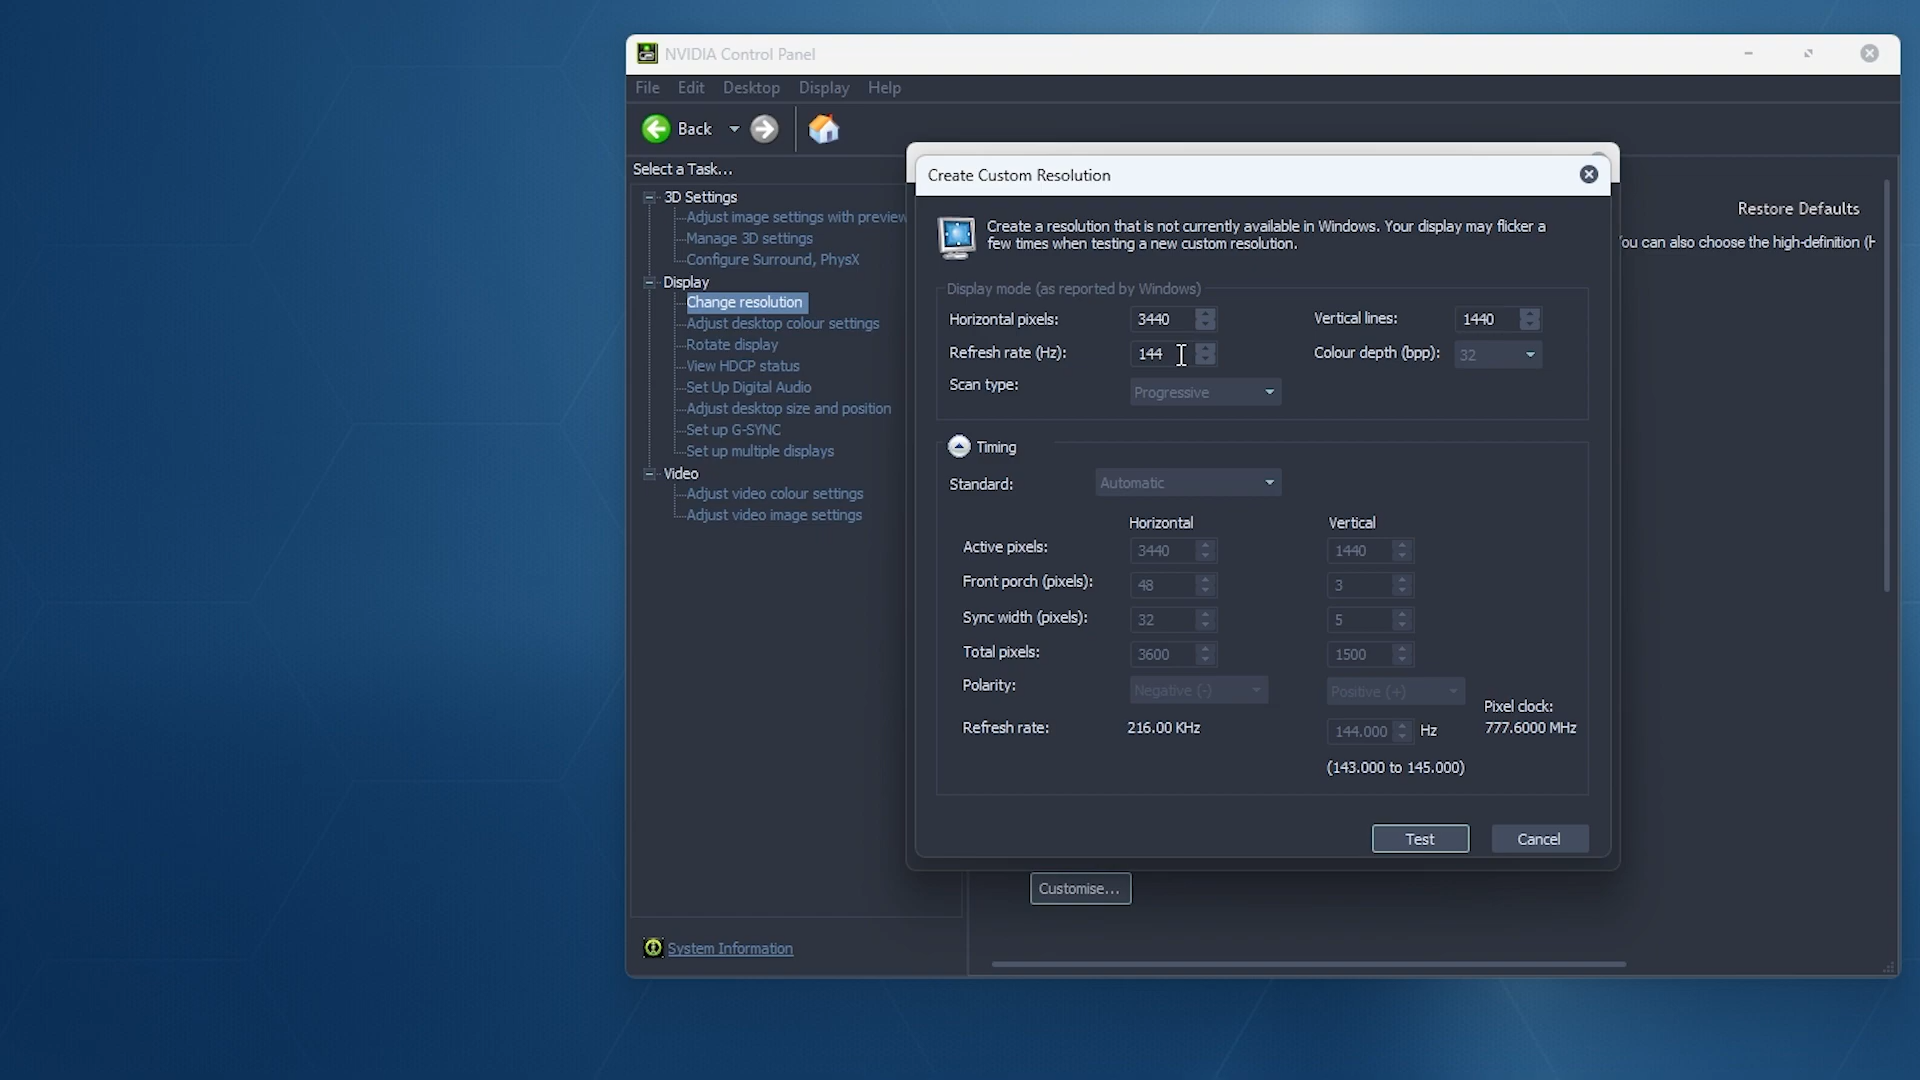 NVIDIA Control Panel
File Edit Desktop Display Help
Back
Select a Task...
3D Settings
Adjust image settings with preview
Manage 3D settings
Configure Surround, PhysX
Display
Change resolution
Adjust desktop colour settings
Rotate display
View HDCP status
Set Up Digital Audio
Adjust desktop size and position
Set up G-SYNC
Set up multiple displays
Video
Adjust video colour settings
Adjust video image settings
System Information
Restore Defaults
ou can also choose the high-definition (H
Create Custom Resolution
Create a resolution that is not currently available in Windows. Your display may flicker a
few times when testing a new custom resolution.
Display mode (as reported by Windows)
Horizontal pixels: 3440 Vertical lines: 1440
Refresh rate (Hz): 144 Colour depth (bpp): 32
Scan type: Progressive
Timing
Standard: Automatic
Horizontal Vertical
Active pixels: 3440 1440
Front porch (pixels): 48 3
Sync width (pixels): 32 5
Total pixels: 3600 1500
Polarity: Negative (-) Positive (+)
Pixel clock:
Refresh rate: 216.00 KHz 144.000 Hz 777.6000 MHz
(143.000 to 145.000)
Test Cancel
Customise...